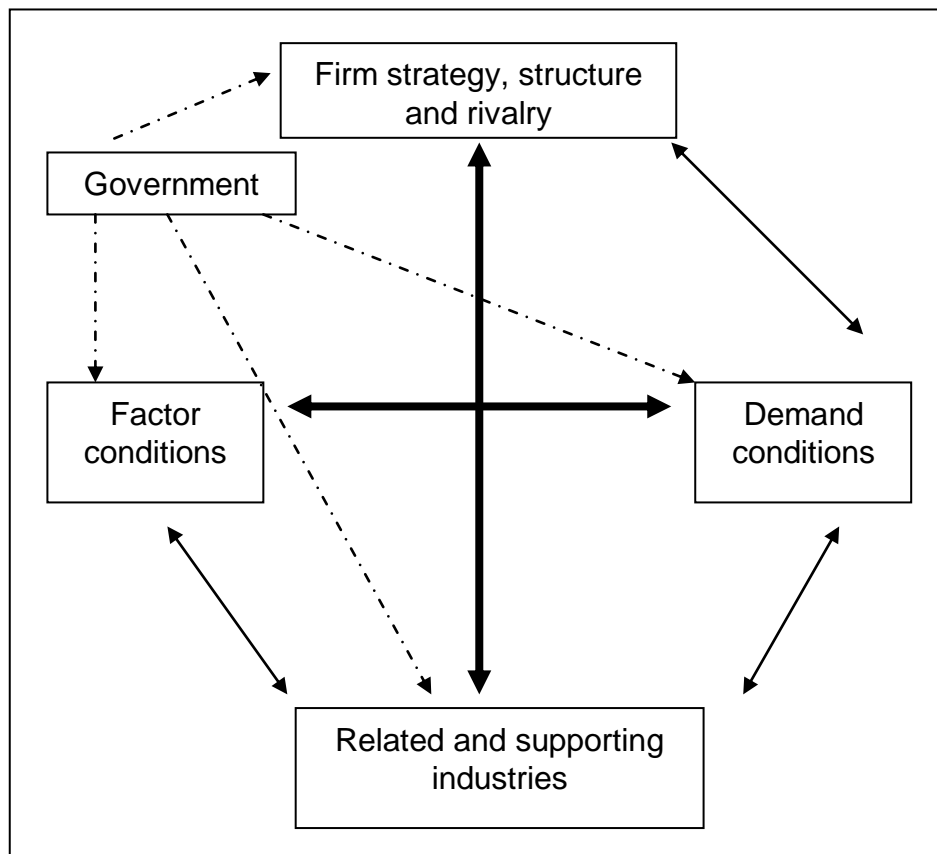 Firm strategy, structure
and rivalry
Government
Factor
conditions
Demand
conditions
Related and supporting
industries